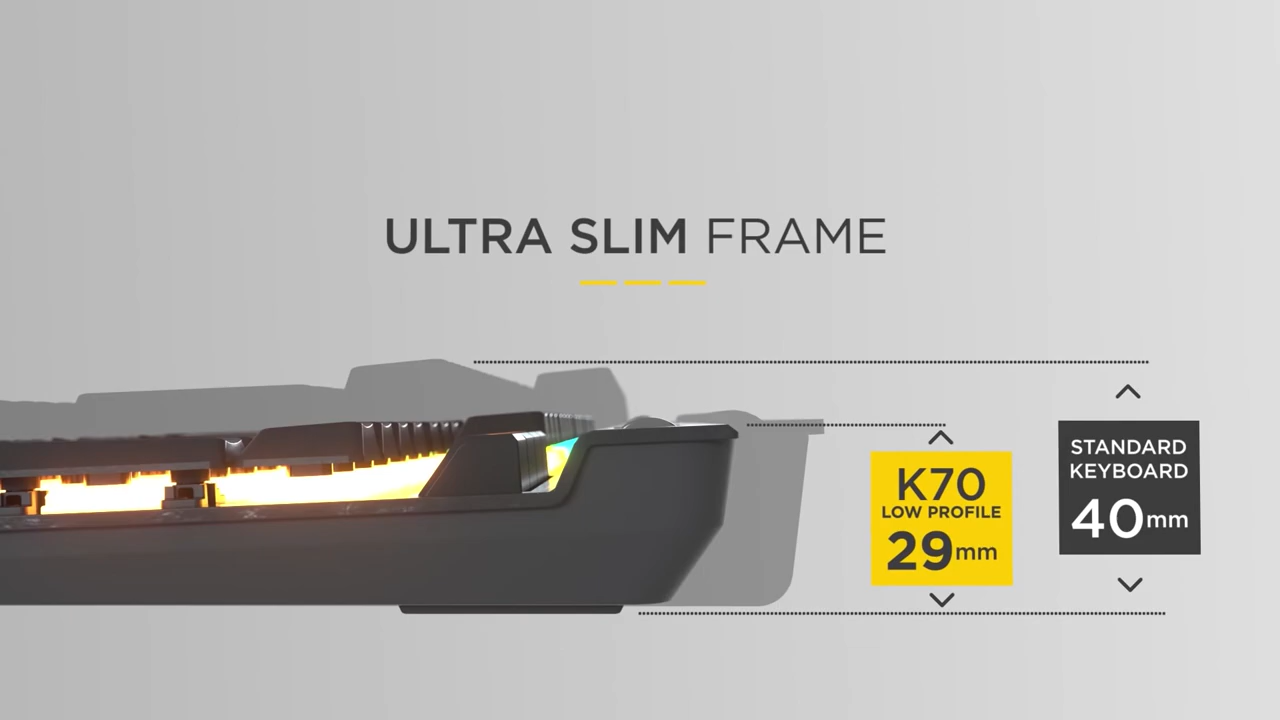 ULTRA SLIM FRAME
K70
LOW PROFILE
29mm
STANDARD
KEYBOARD
40mm